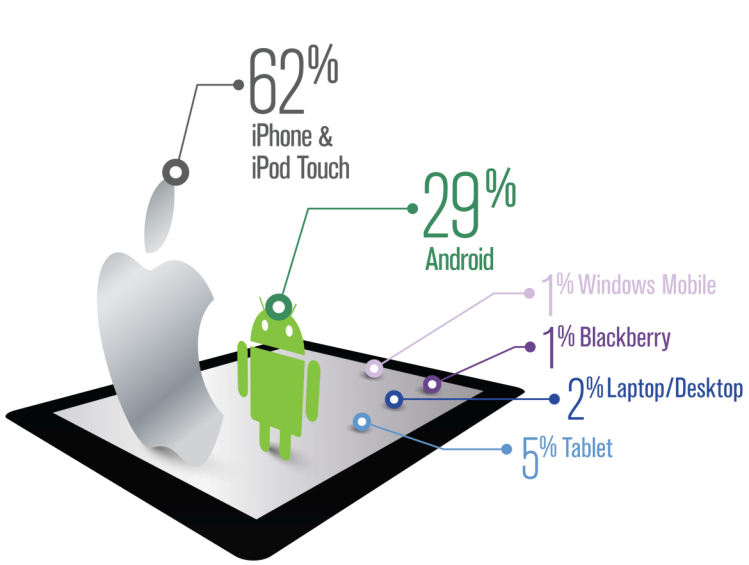 62%
iPhone &
iPod Touch
29%
Android
1% Windows Mobile
1% Blackberry
2% Laptop/Desktop
5% Tablet